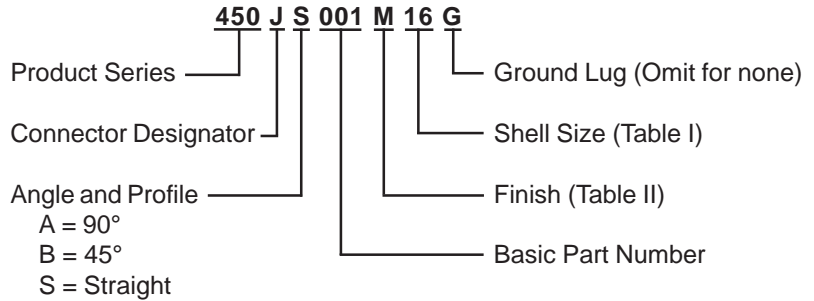 450 J S 001 M 16 G
Product Series
Connector Designator
Angle and Profile
A = 90°
B = 45°
S = Straight
Ground Lug (Omit for none)
Shell Size (Table I)
Finish (Table II)
Basic Part Number